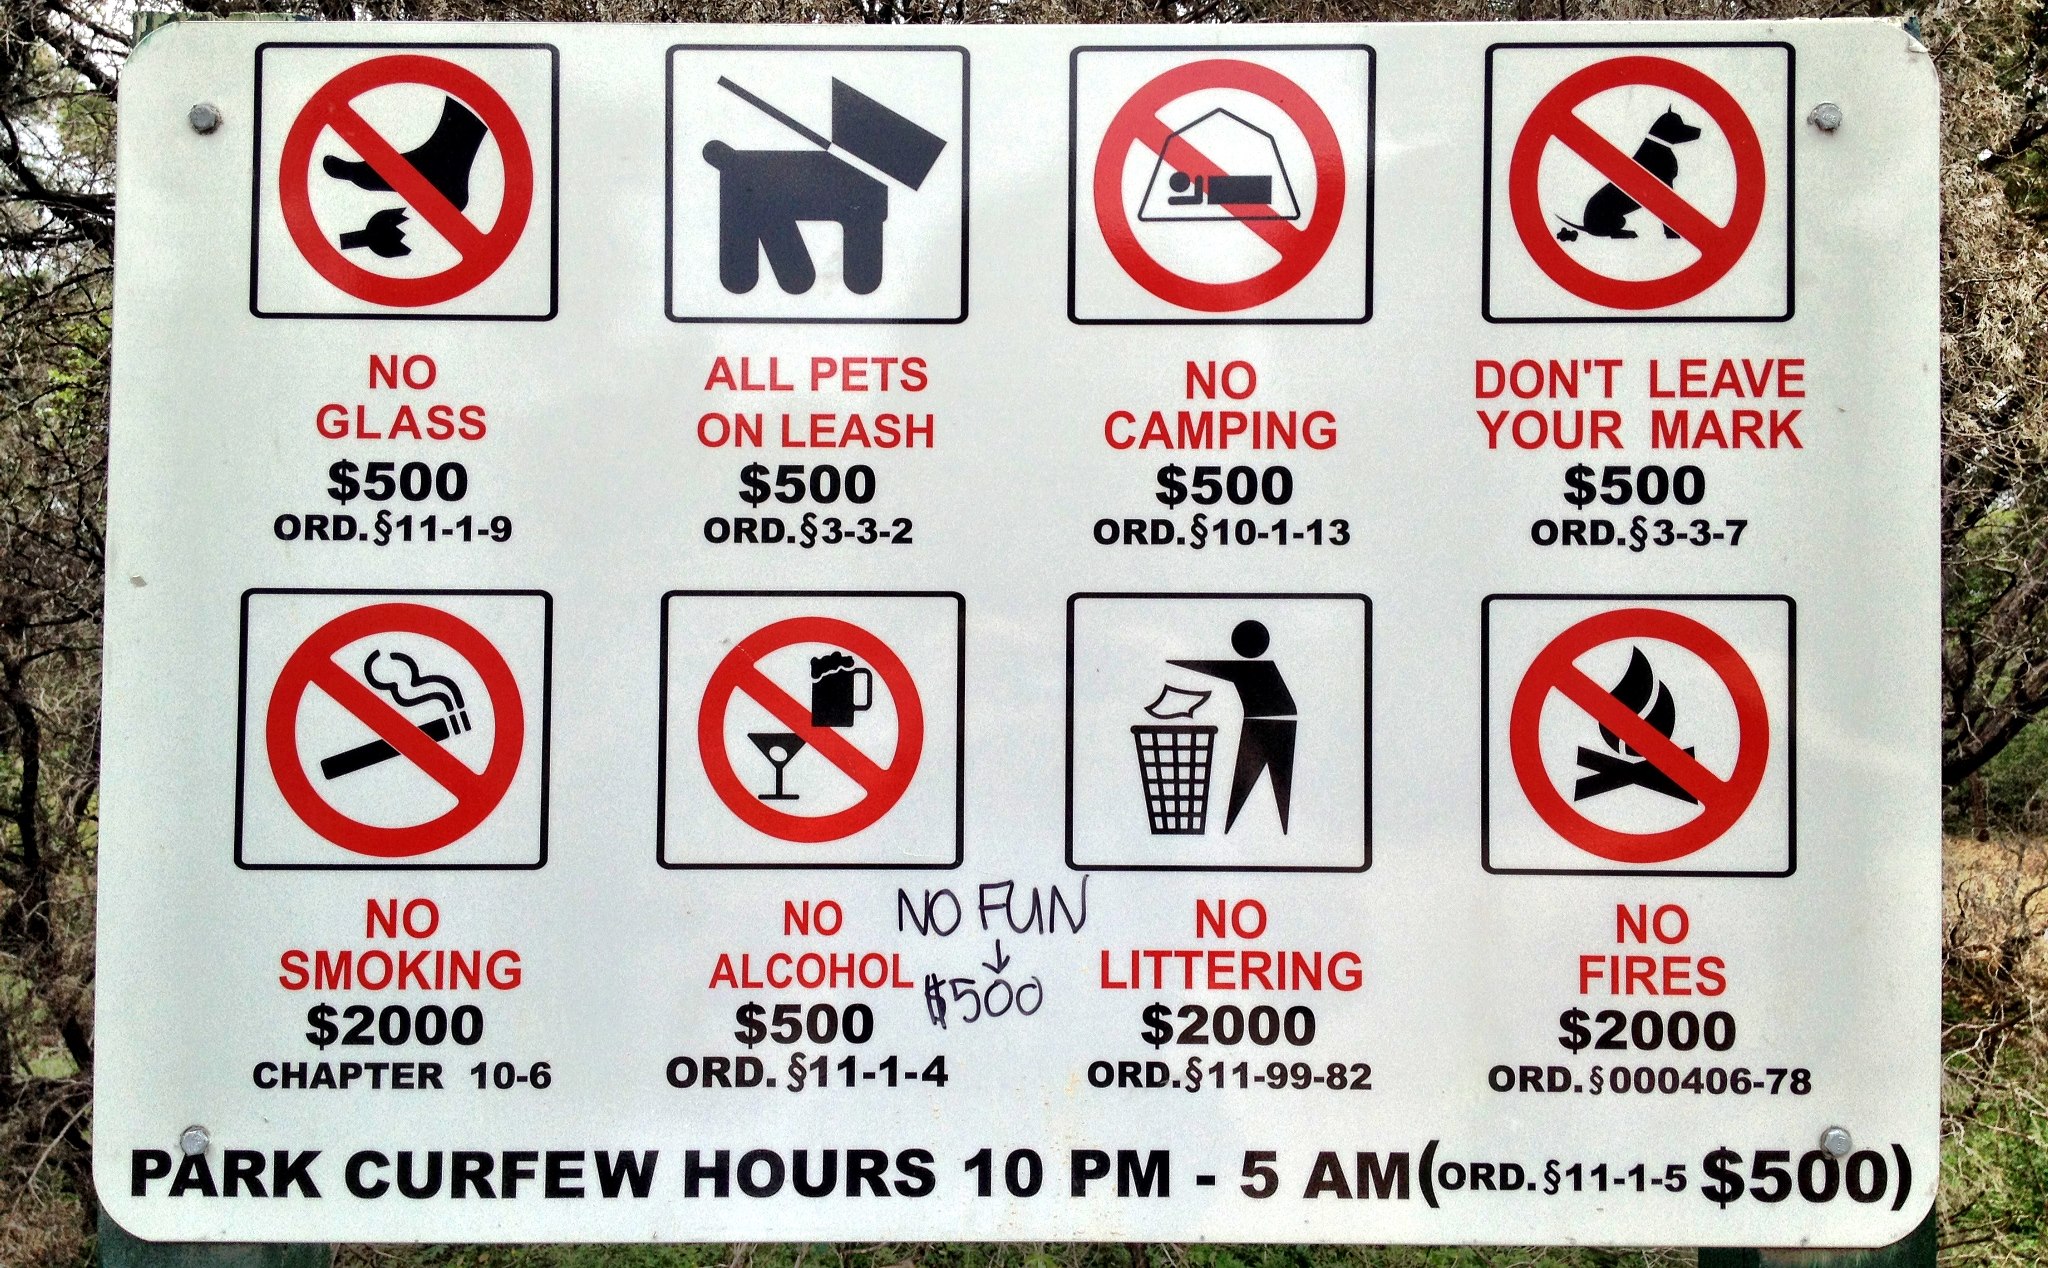 NO
GLASS
$500
ORD.§11-1-9
ALL PETS
ON LEASH
$500
ORD.§3-3-2
NO
CAMPING
$500
ORD.§10-1-13
DON'T LEAVE
YOUR MARK
$500
ORD.§3-3-7
NO
SMOKING
$2000
CHAPTER 10-6
NO
ALCOHOL
$500
ORD.§11-1-4
NO FUN
$500
NO
LITTERING
$2000
ORD.§11-99-82
NO
FIRES
$2000
ORD.§000406-78
PARK CURFEW HOURS 10 PM - 5 AM (ORD.§11-1-5 $500)